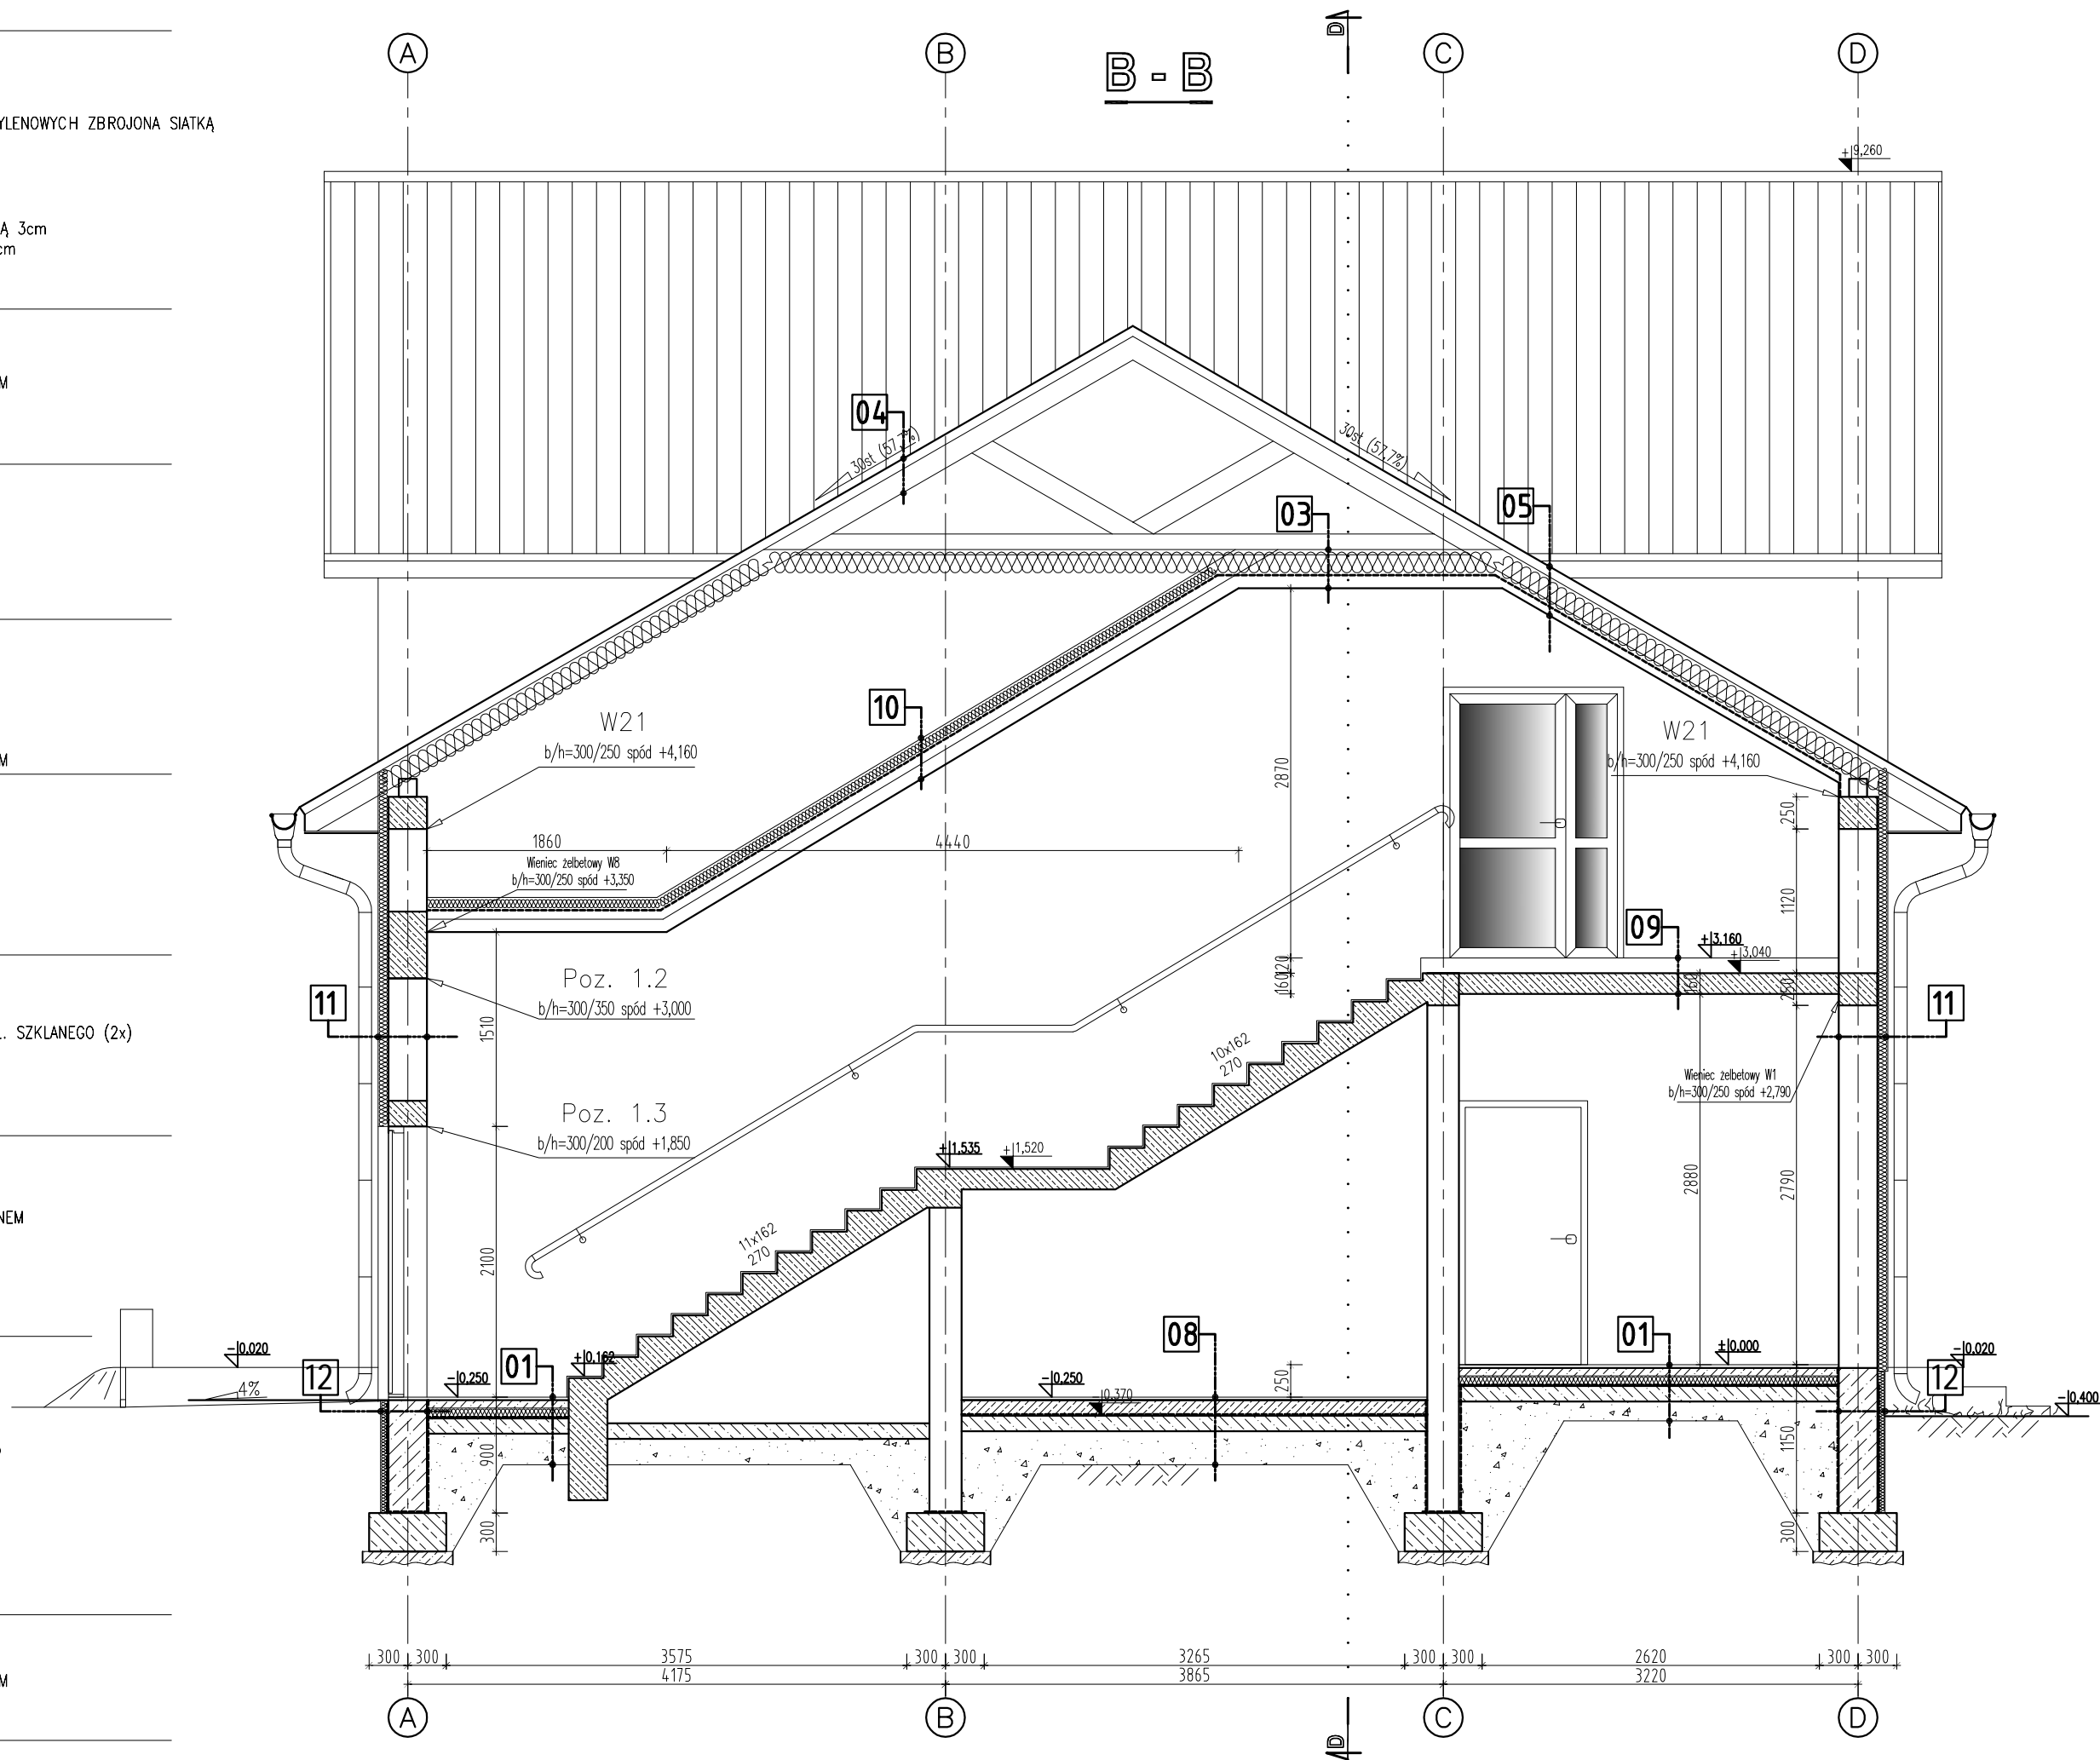 A
B
B - B
D
C
D
YLENOWYCH ZBROJONA SIATKĄ
+9,260
Ą 3cm
cm
M
04
30st (57,7%)
30st (57,7%)
03
05
10
W21
b/h=300/250 spód +4,160
W21
b/h=300/250 spód +4,160
M
2870
250
1860
4440
Wieniec żelbetowy W8
b/h=300/250 spód +3,350
1120
09
+3,160
+3,040
120
160
160
250
Poz. 1.2
b/h=300/350 spód +3,000
11
11
1510
L. SZKLANEGO (2x)
10x162
270
Wieniec żelbetowy W1
b/h=300/250 spód +2,790
Poz. 1.3
b/h=300/200 spód +1,850
+1,535
+1,520
2880
2790
NEM
11x162
270
2100
08
01
01
-0,020
+0,162
±0,000
-0,020
12
4%
-0,250
-0,250
250
-0,370
12
-0,400
900
1150
300
300
300
300
3575
300
300
3265
300
300
2620
300
300
4175
3865
3220
M
A
B
C
D
D